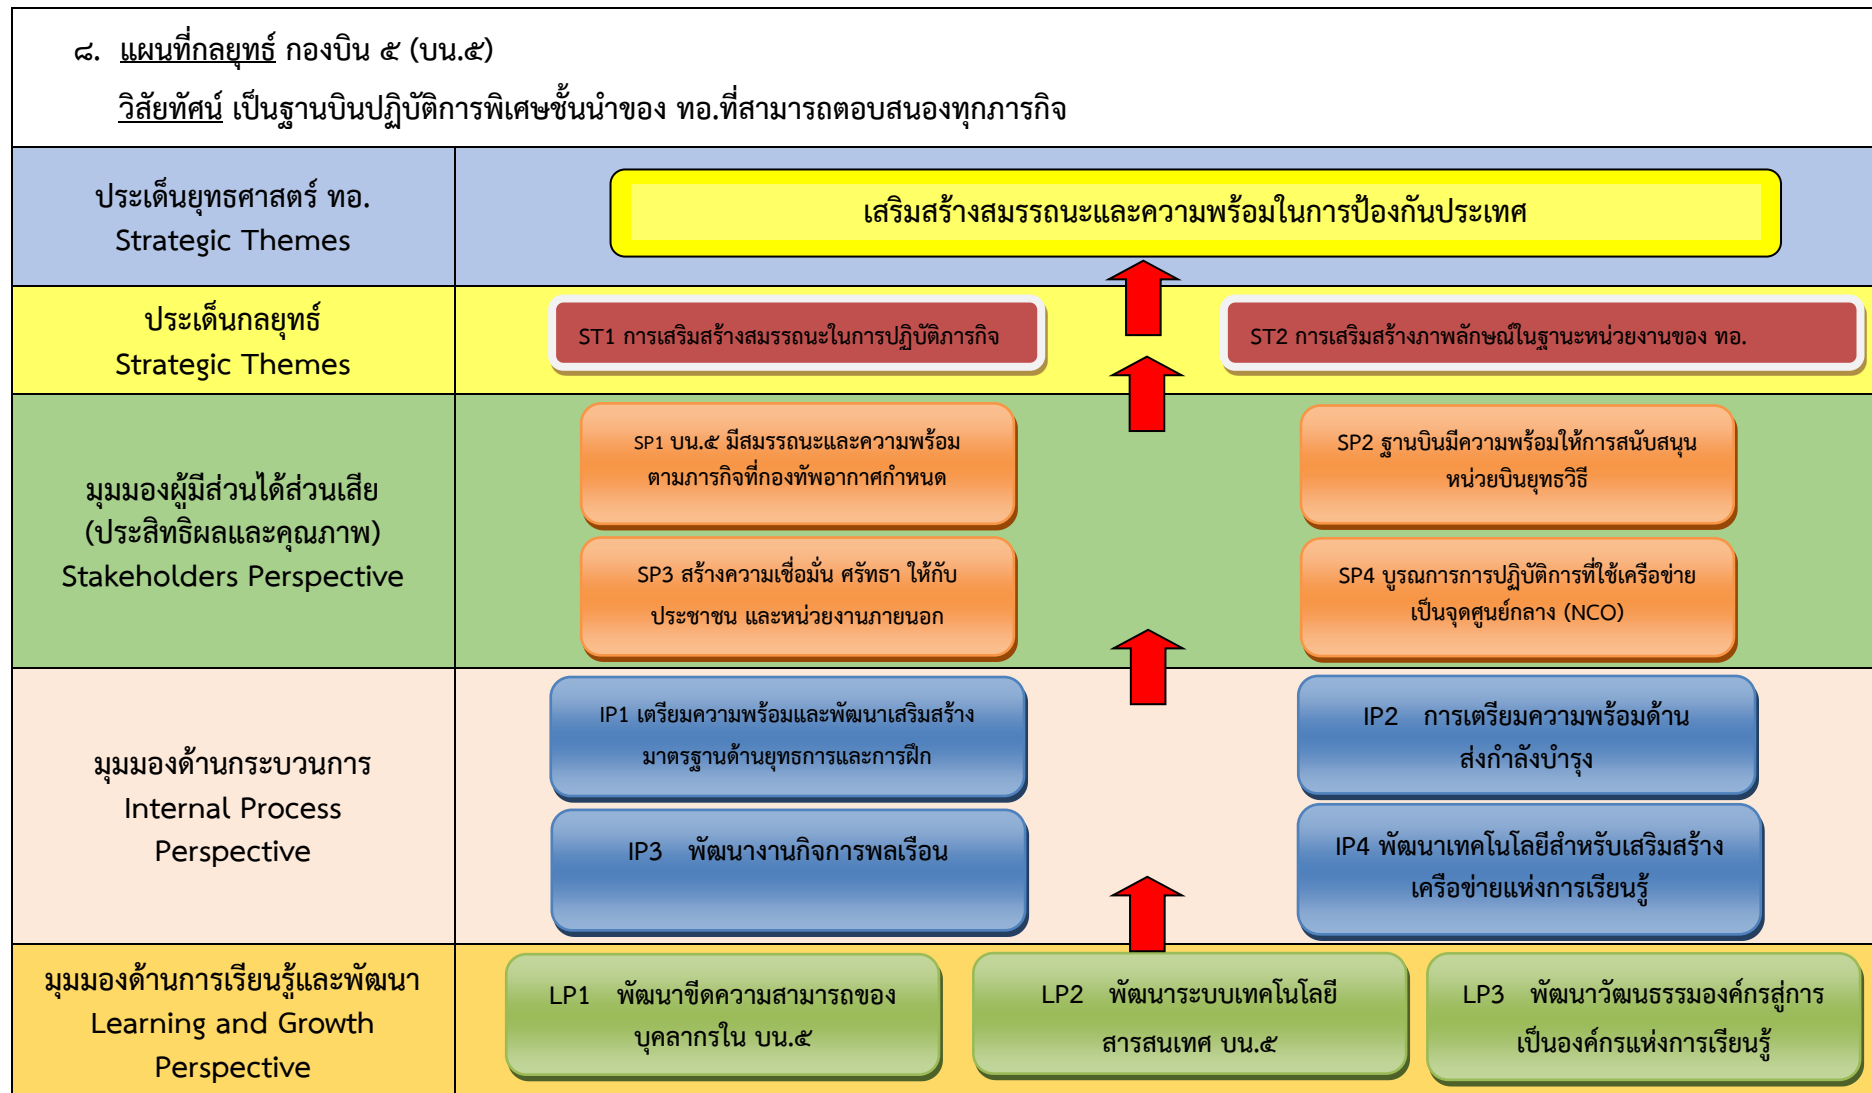 ๘. แผนที่กลยุทธ์ กองบิน ๕ (บน.๕)
วิสัยทัศน์ เป็นฐานบินปฏิบัติการพิเศษชั้นนำของ ทอ.ที่สามารถตอบสนองทุกภารกิจ
ประเด็นยุทธศาสตร์ ทอ.
Strategic Themes
เสริมสร้างสมรรถนะและความพร้อมในการป้องกันประเทศ
ประเด็นกลยุทธ์
Strategic Themes
ST1 การเสริมสร้างสมรรถนะในการปฏิบัติภารกิจ
ST2 การเสริมสร้างภาพลักษณ์ในฐานะหน่วยงานของ ทอ.
มุมมองผู้มีส่วนได้ส่วนเสีย
(ประสิทธิผลและคุณภาพ)
Stakeholders Perspective
SP1 บน.๕ มีสมรรถนะและความพร้อม
ตามภารกิจที่กองทัพอากาศกำหนด
SP2 ฐานบินมีความพร้อมให้การสนับสนุน
หน่วยบินยุทธวิธี
SP3 สร้างความเชื่อมั่น ศรัทธา ให้กับ
ประชาชน และหน่วยงานภายนอก
SP4 บูรณการการปฏิบัติการที่ใช้เครือข่าย
เป็นจุดศูนย์กลาง (NCO)
มุมมองด้านกระบวนการ
Internal Process
Perspective
IP1 เตรียมความพร้อมและพัฒนาเสริมสร้าง
มาตรฐานด้านยุทธการและการฝึก
IP2 การเตรียมความพร้อมด้าน
ส่งกำลังบำรุง
IP3 พัฒนางานกิจการพลเรือน
IP4 พัฒนาเทคโนโลยีสำหรับเสริมสร้าง
เครือข่ายแห่งการเรียนรู้
มุมมองด้านการเรียนรู้และพัฒนา
Learning and Growth
Perspective
LP1 พัฒนาขีดความสามารถของ
บุคลากรใน บน.๕
LP2 พัฒนาระบบเทคโนโลยี
สารสนเทศ บน.๕
LP3 พัฒนาวัฒนธรรมองค์กรสู่การ
เป็นองค์กรแห่งการเรียนรู้